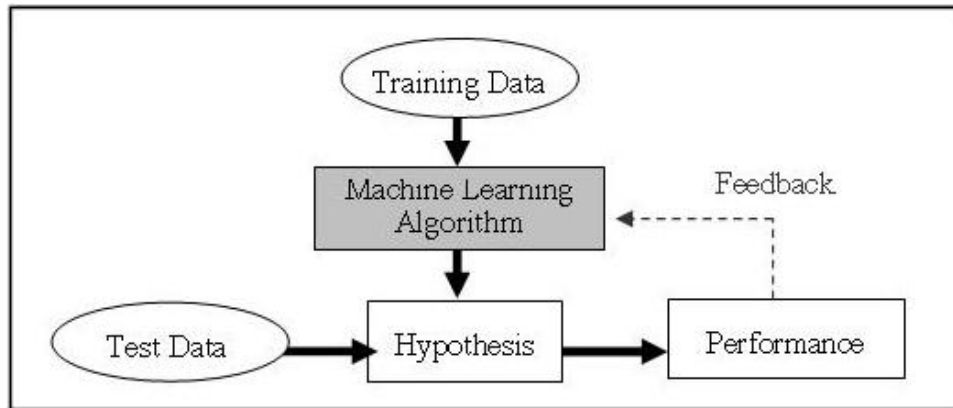 Training Data
Machine Learning
Algorithm
Feedback
Test Data
Hypothesis
Performance